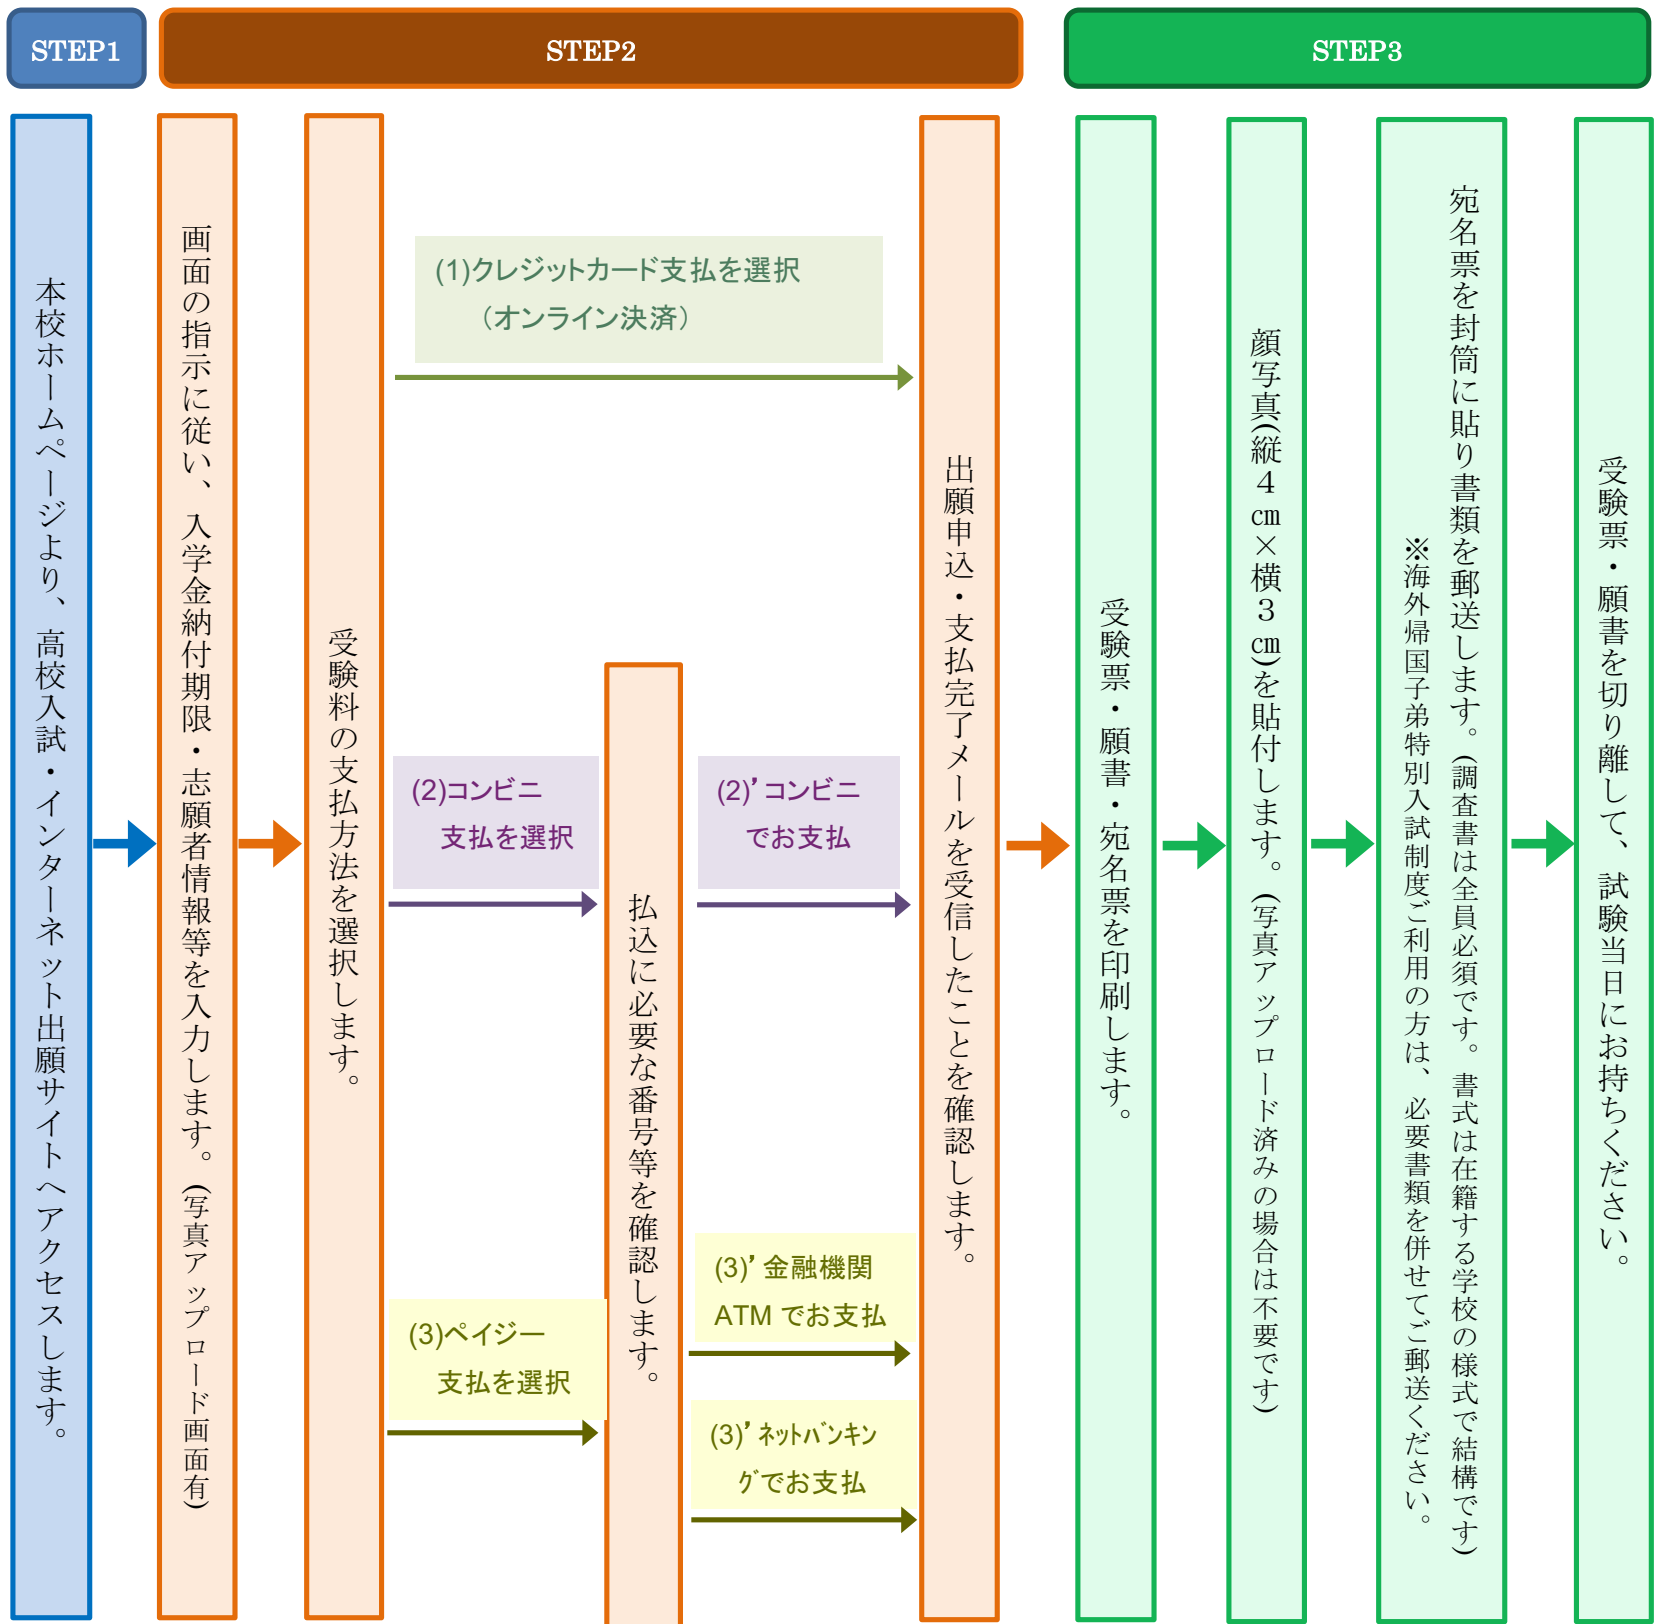 STEP1
本校ホームページより、高校入試・インターネット出願サイトへアクセスします。
STEP2
画面の指示に従い、入学金納付期限・志願者情報等を入力します。(写真アップロード画面有)
受験料の支払方法を選択します。
(1)クレジットカード支払を選択
（オンライン決済）
(2)コンビニ
支払を選択
(3)ペイジー
支払を選択
払込に必要な番号等を確認します。
(2)’コンビニ
でお支払
(3)’金融機関
ATM でお支払
(3)’ﾈｯﾄﾊﾞﾝｷﾝ
ｸﾞでお支払
出願申込・支払完了メールを受信したことを確認します。
STEP3
受験票・願書・宛名票を印刷します。
顔写真(縦４㎝×横３㎝)を貼付します。(写真アップロード済みの場合は不要です)
宛名票を封筒に貼り書類を郵送します。(調査書は全員必須です。書式は在籍する学校の様式で結構です)
※海外帰国子弟特別入試制度ご利用の方は、必要書類を併せてご郵送ください。
受験票・願書を切り離して、試験当日にお持ちください。